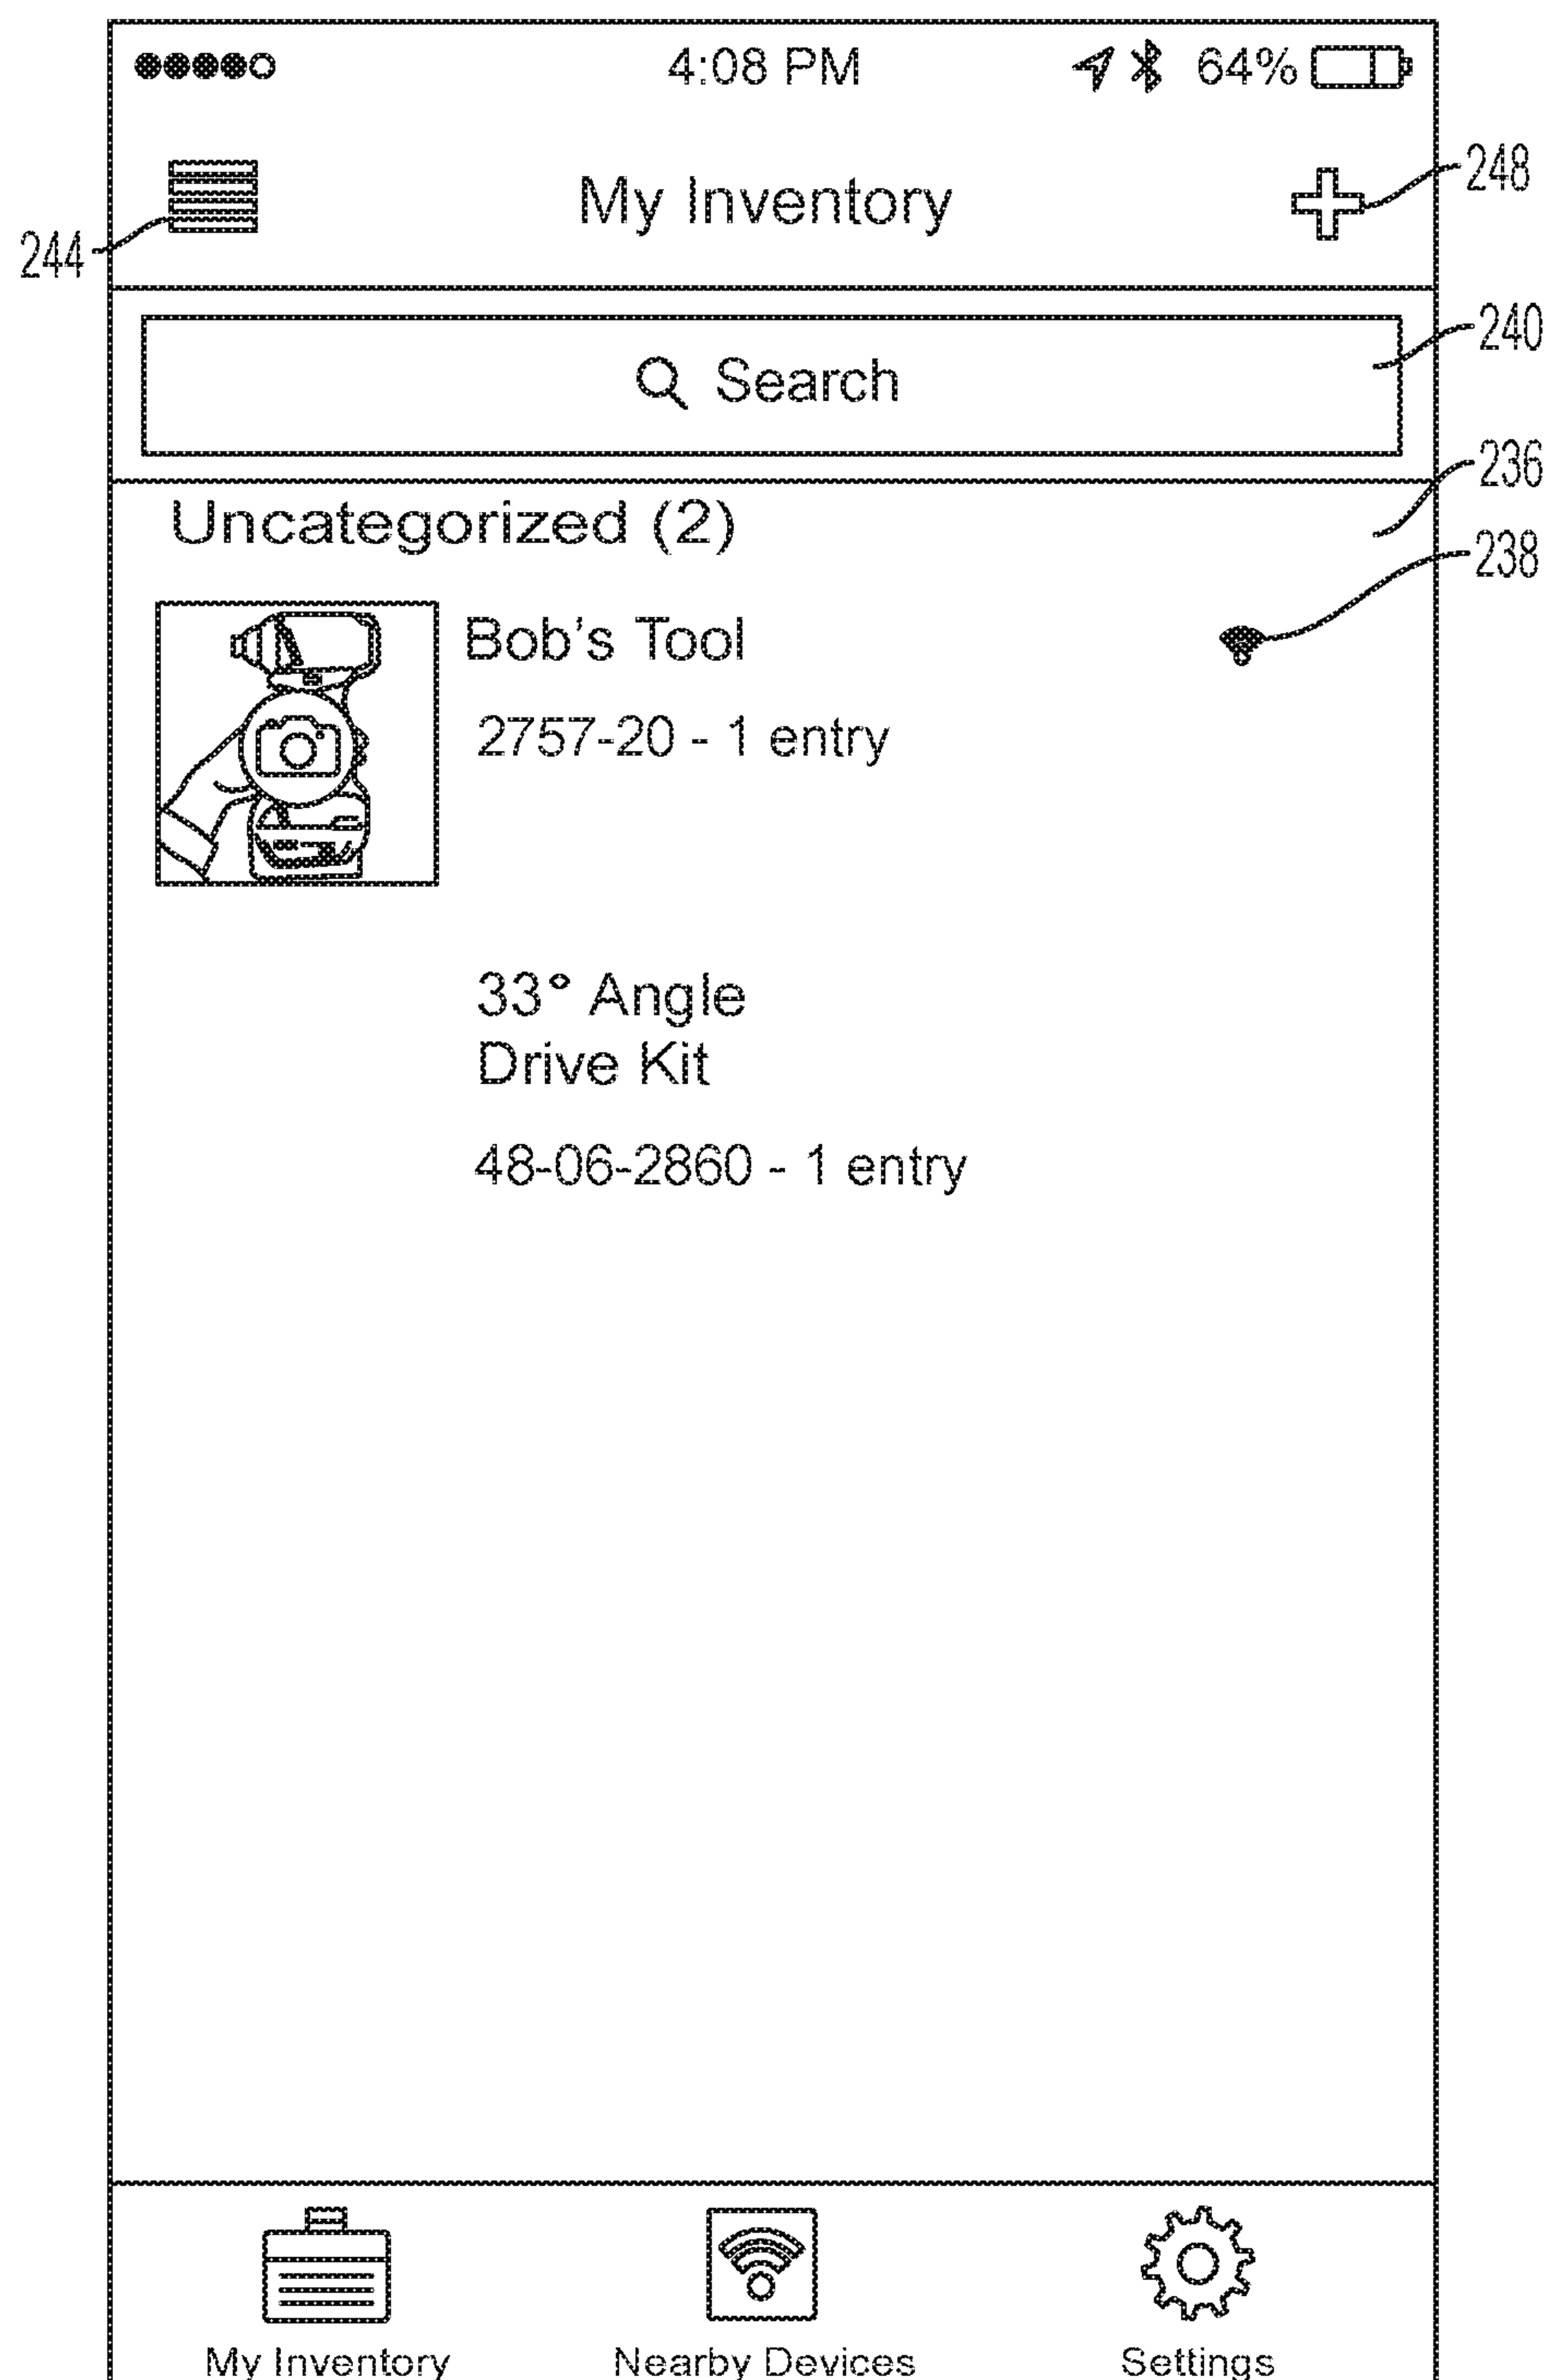 4:08 PM 64%
My Inventory 248
244
Search 240
236
Uncategorized (2)
238
Bob's Tool
2757-20 - 1 entry
33° Angle
Drive Kit
48-06-2860 - 1 entry
My Inventory Nearby Devices Settings